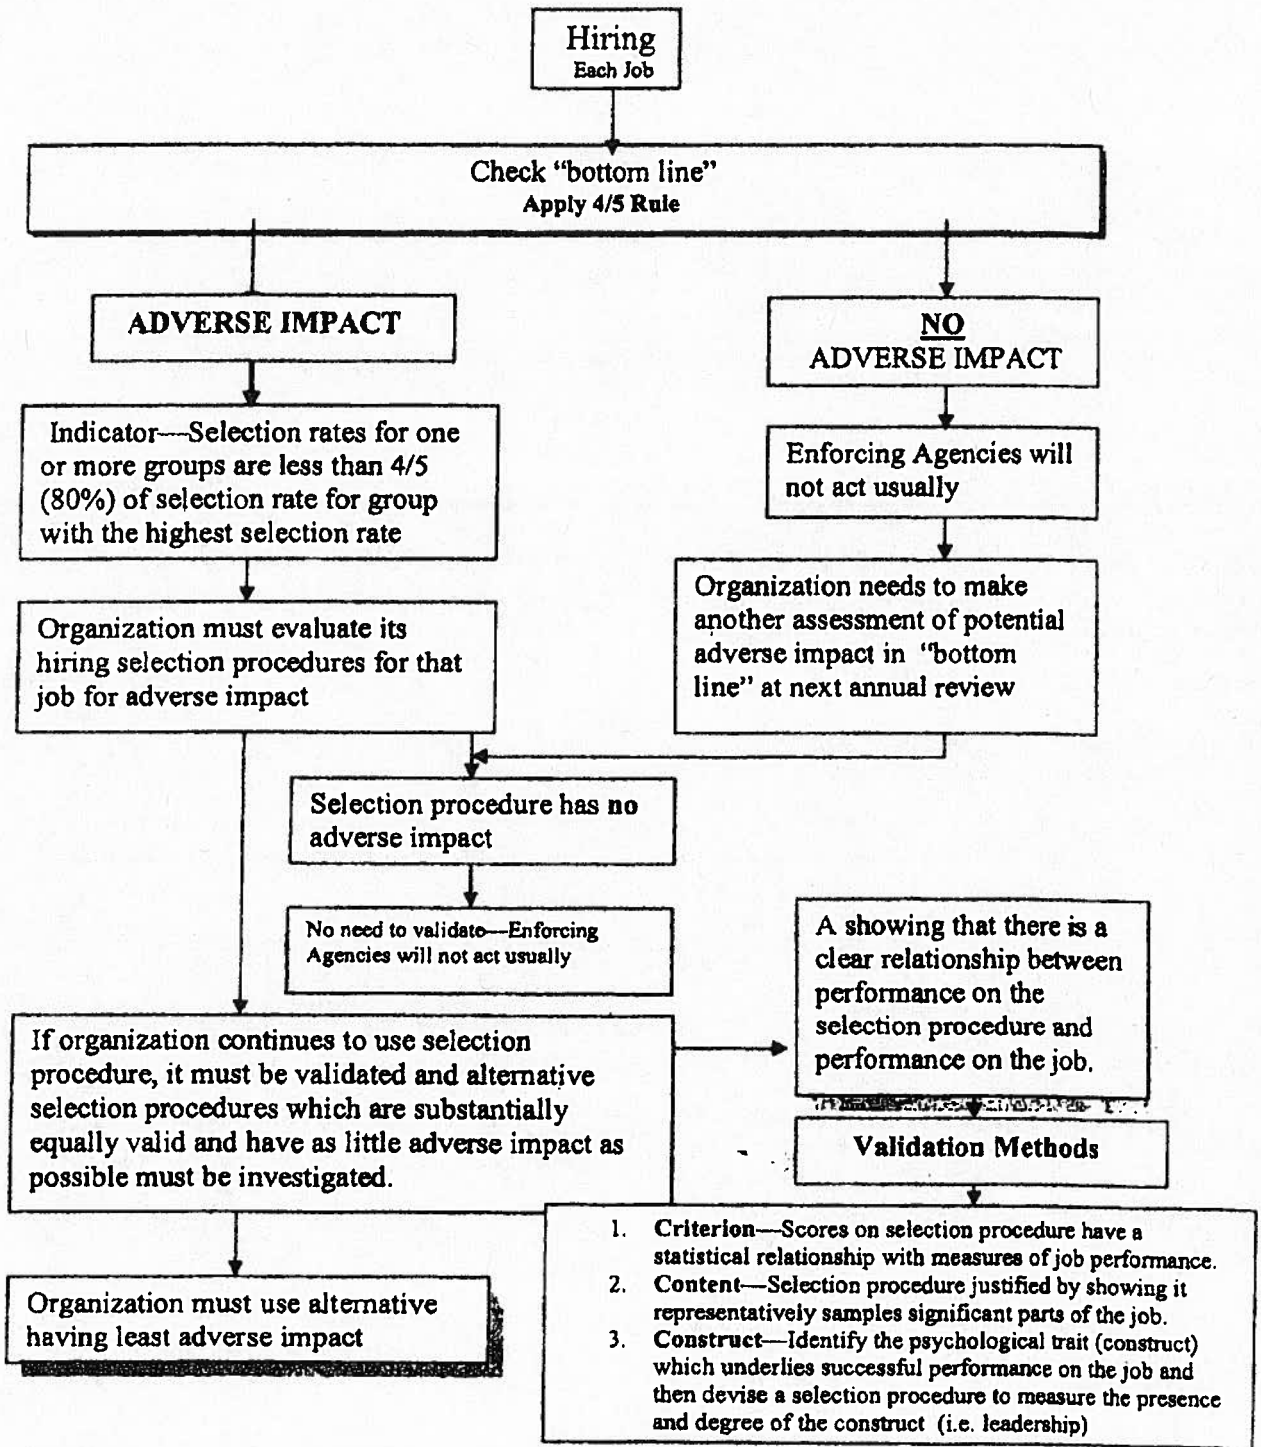 Hiring
Each Job
Check “bottom line”
Apply 4/5 Rule
ADVERSE IMPACT
NO
ADVERSE IMPACT
Indicator—Selection rates for one
or more groups are less than 4/5
(80%) of selection rate for group
with the highest selection rate
Enforcing Agencies will
not act usually
Organization must evaluate its
hiring selection procedures for that
job for adverse impact
Organization needs to make
another assessment of potential
adverse impact in “bottom
line” at next annual review
Selection procedure has no
adverse impact
No need to validate—Enforcing
Agencies will not act usually
A showing that there is a
clear relationship between
performance on the
selection procedure and
performance on the job.
If organization continues to use selection
procedure, it must be validated and alternative
selection procedures which are substantially
equally valid and have as little adverse impact as
possible must be investigated.
Validation Methods
1. Criterion—Scores on selection procedure have a
statistical relationship with measures of job performance.
2. Content—Selection procedure justified by showing it
representatively samples significant parts of the job.
3. Construct—Identify the psychological trait (construct)
which underlies successful performance on the job and
then devise a selection procedure to measure the presence
and degree of the construct (i.e. leadership)
Organization must use alternative
having least adverse impact